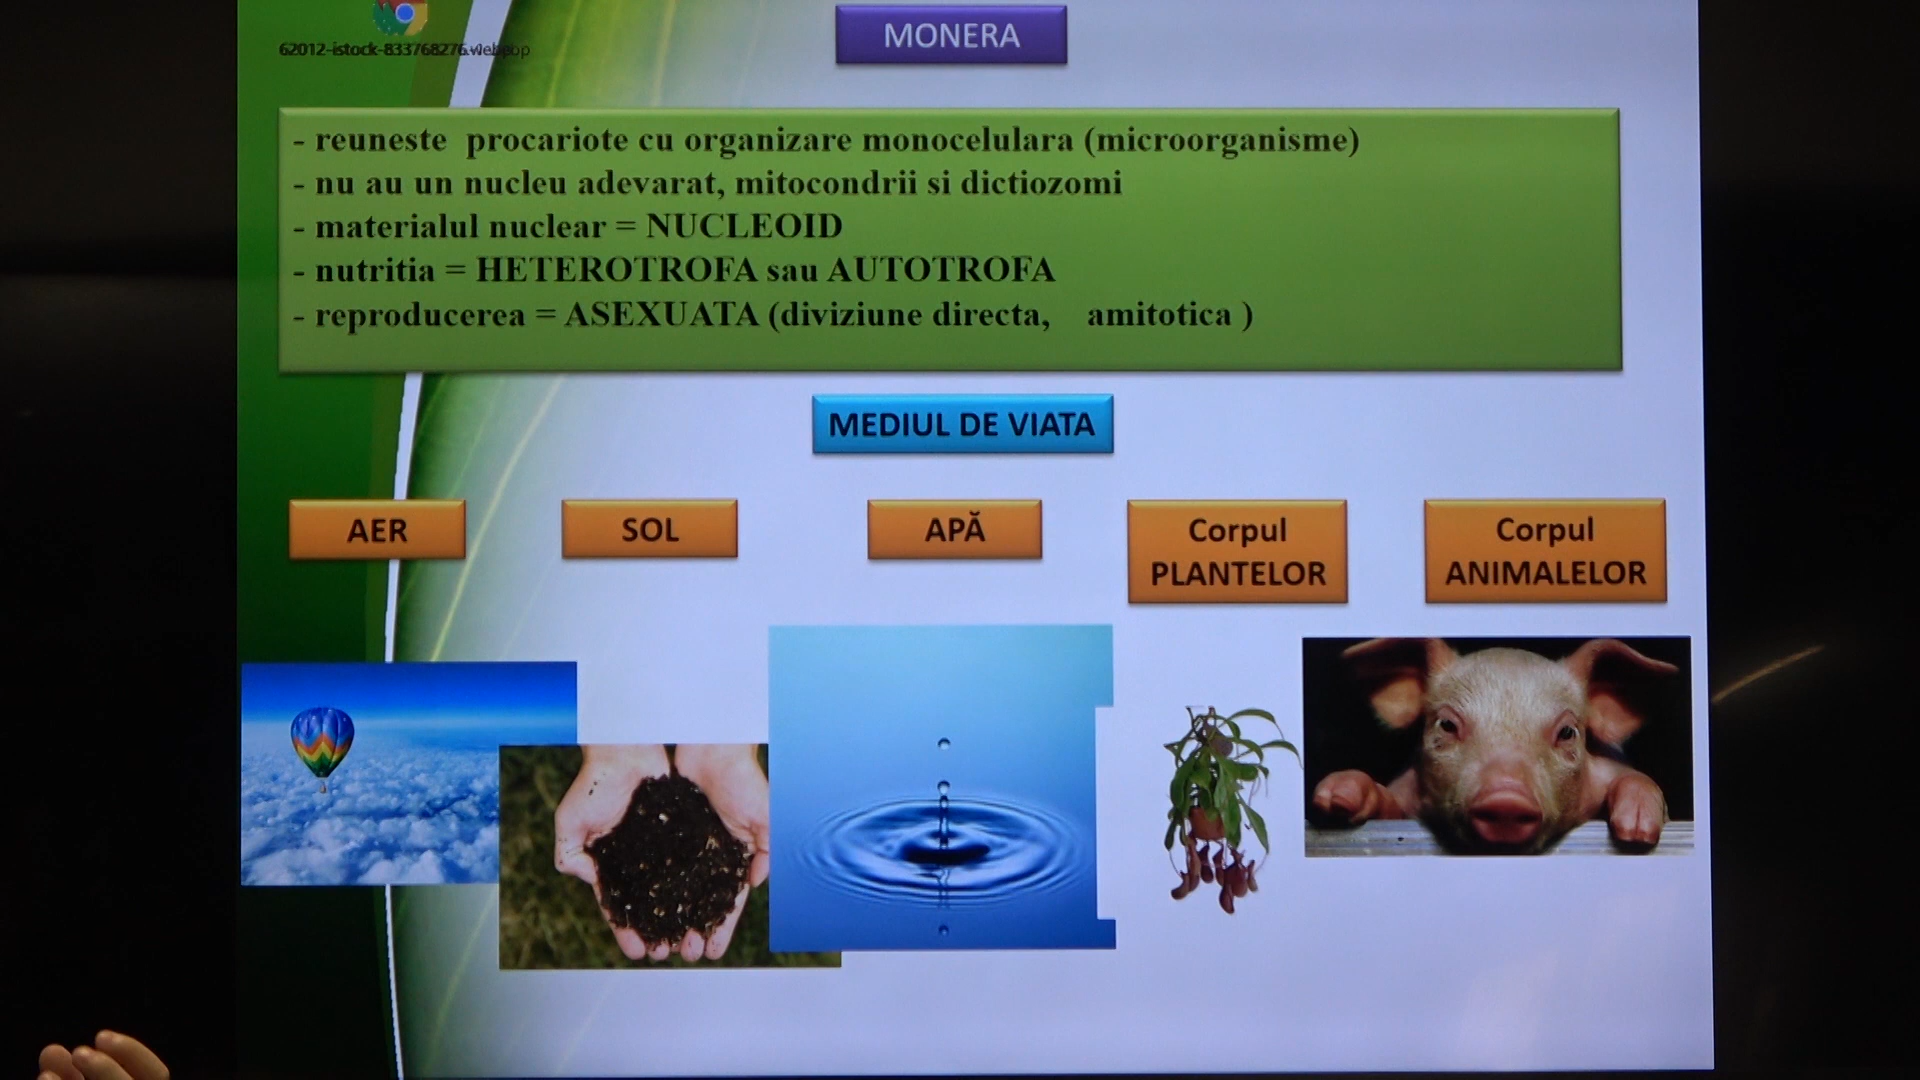 MONERA
62012-istock-833768276.webp
- reuneste procariote cu organizare monocelulara (microorganisme)
- nu au un nucleu adevarat, mitocondrii si dictiozomi
- materialul nuclear = NUCLEOID
- nutritia = HETEROTROFA sau AUTOTROFA
- reproducerea = ASEXUATA (diviziune directa, amitotica )
MEDIUL DE VIATA
AER
SOL
APĂ
Corpul
PLANTELOR
Corpul
ANIMALELOR